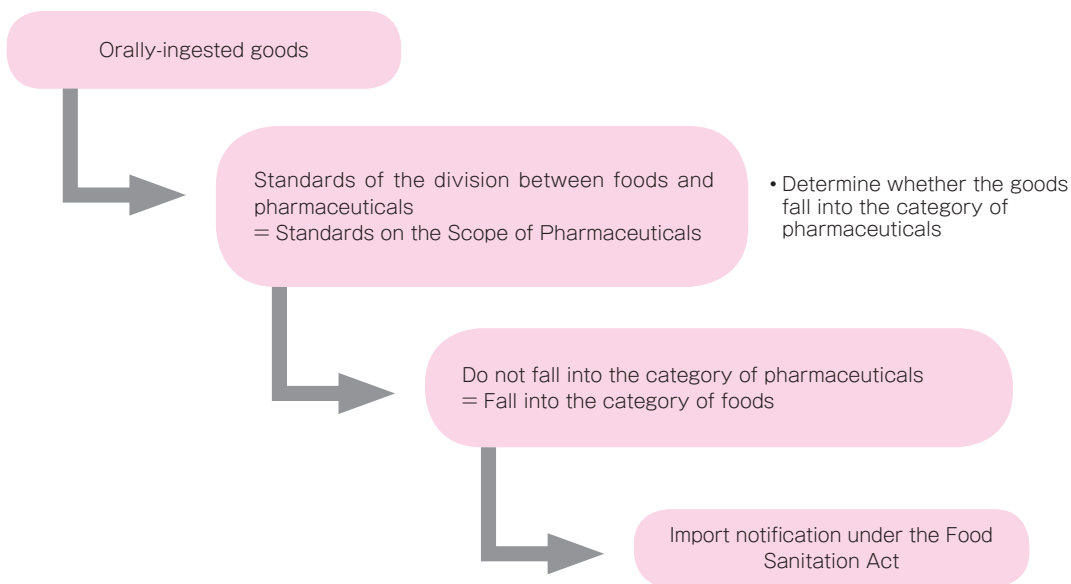 Orally-ingested goods
Standards of the division between foods and
pharmaceuticals
= Standards on the Scope of Pharmaceuticals
• Determine whether the goods
fall into the category of
pharmaceuticals
Do not fall into the category of pharmaceuticals
= Fall into the category of foods
Import notification under the Food
Sanitation Act